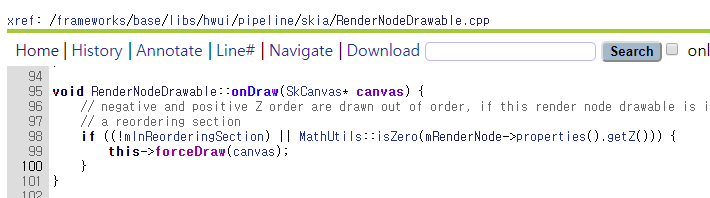 xref: /frameworks/base/libs/hwui/pipeline/skia/RenderNodeDrawable.cpp
Home | History | Annotate | Line# | Navigate | Download Search onl
94
95 void RenderNodeDrawable::onDraw(SkCanvas* canvas) {
96 // negative and positive Z order are drawn out of order, if this render node drawable is i
97 // a reordering section
98 if ((!mInReorderingSection) || MathUtils::isZero(mRenderNode->properties().getZ())) {
99 this->forceDraw(canvas);
100 }
101 }
102